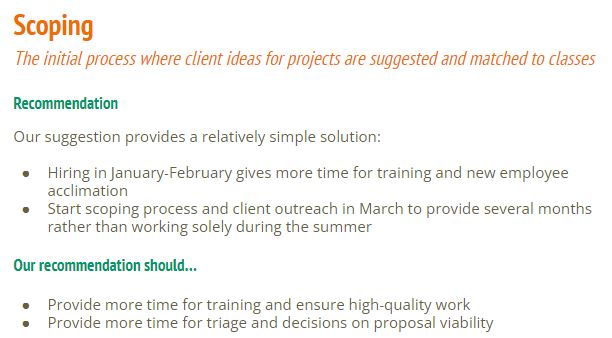 Scoping
The initial process where client ideas for projects are suggested and matched to classes
Recommendation
Our suggestion provides a relatively simple solution:
● Hiring in January-February gives more time for training and new employee
acclimation
● Start scoping process and client outreach in March to provide several months
rather than working solely during the summer
Our recommendation should...
● Provide more time for training and ensure high-quality work
● Provide more time for triage and decisions on proposal viability